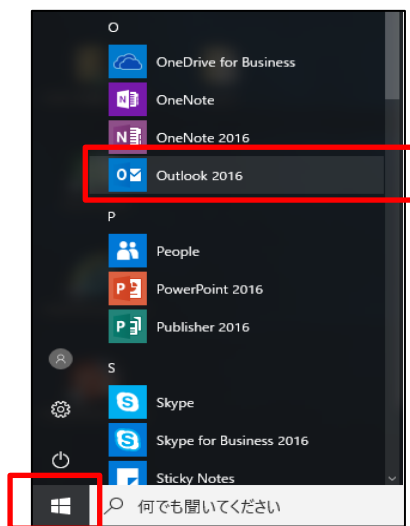 O
OneDrive for Business
OneNote
OneNote 2016
Outlook 2016
P
People
PowerPoint 2016
Publisher 2016
S
Skype
Skype for Business 2016
Sticky Notes
何でも聞いてください